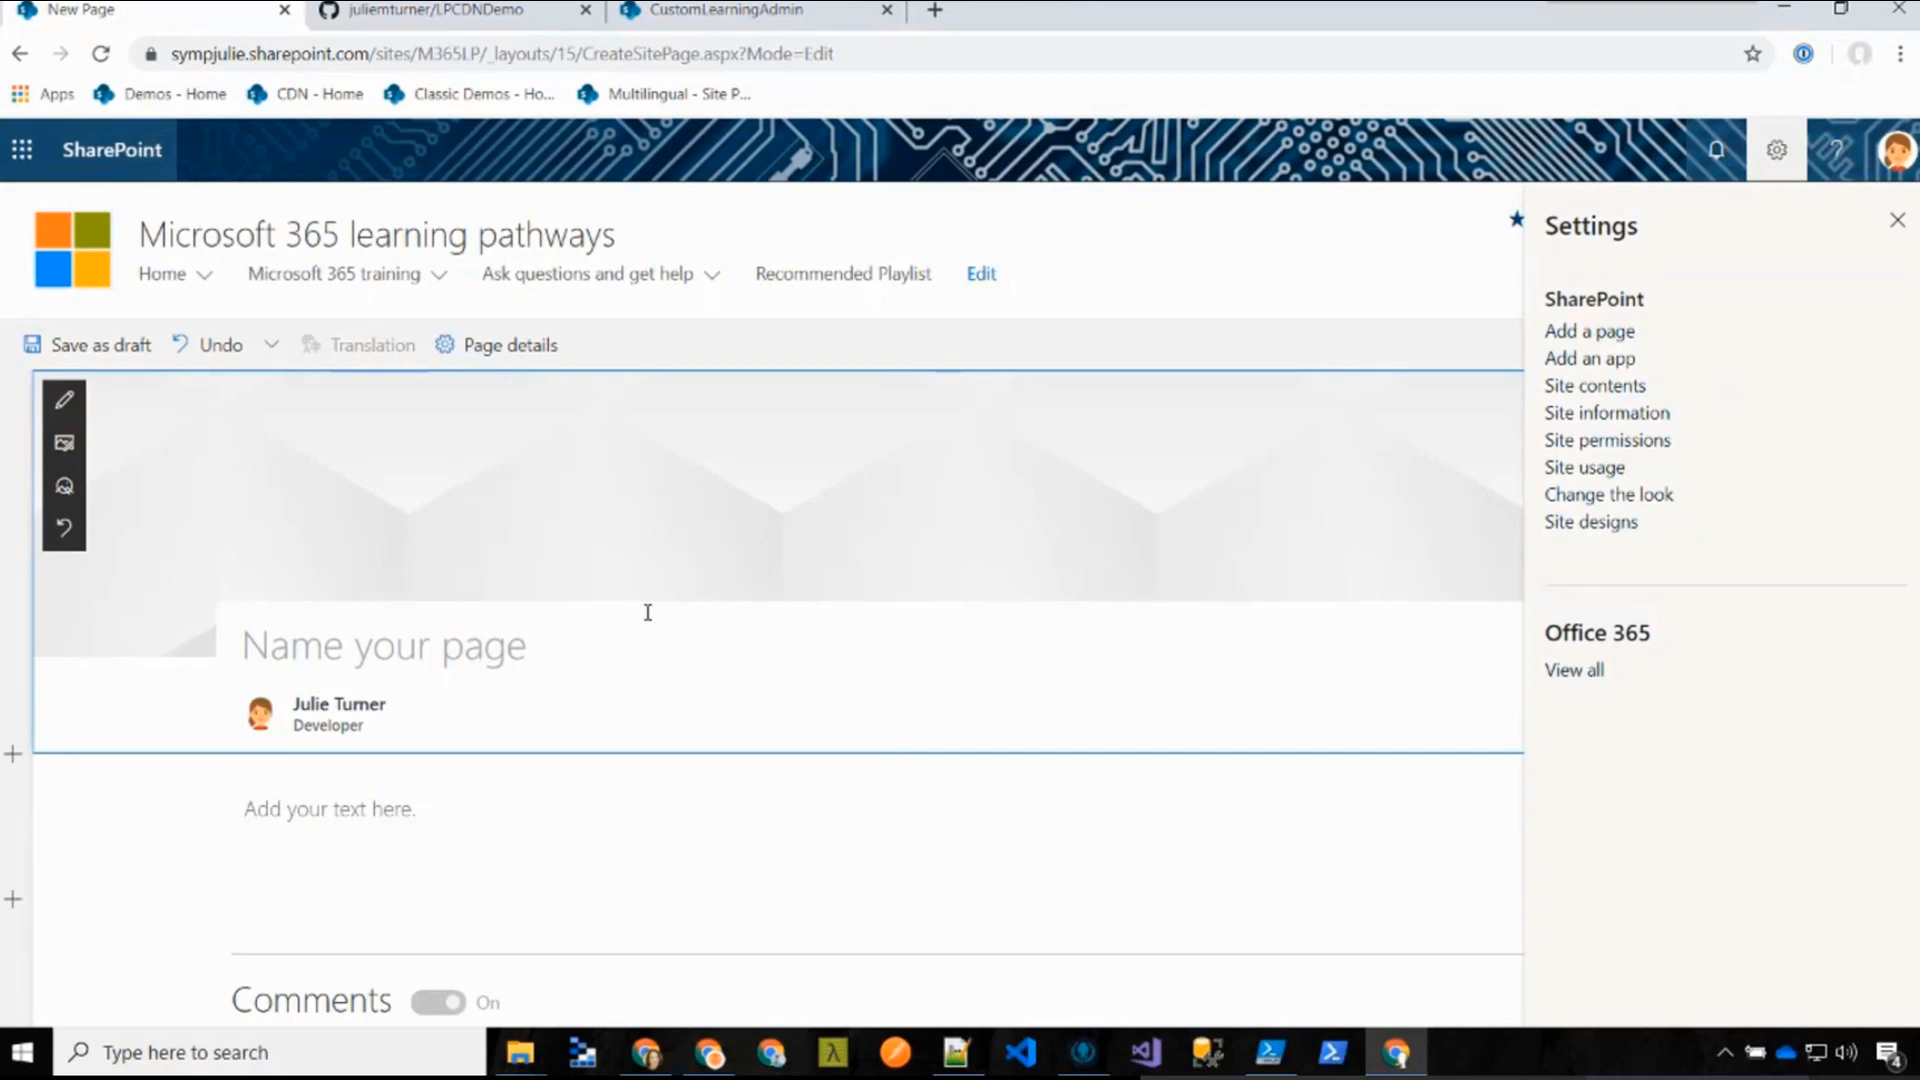 New Page
juliemturner/LPCDNDemo
CustomLearningAdmin
sympjulie.sharepoint.com/sites/M365LP/_layouts/15/CreateSitePage.aspx?Mode=Edit
Apps
Demos - Home
CDN - Home
Classic Demos - Ho...
Multilingual - Site P...
SharePoint
Microsoft 365 learning pathways
Home
Microsoft 365 training
Ask questions and get help
Recommended Playlist
Edit
Save as draft
Undo
Translation
Page details
Name your page
Julie Turner
Developer
Add your text here.
Comments
On
Settings
SharePoint
Add a page
Add an app
Site contents
Site information
Site permissions
Site usage
Change the look
Site designs
Office 365
View all
Type here to search
4